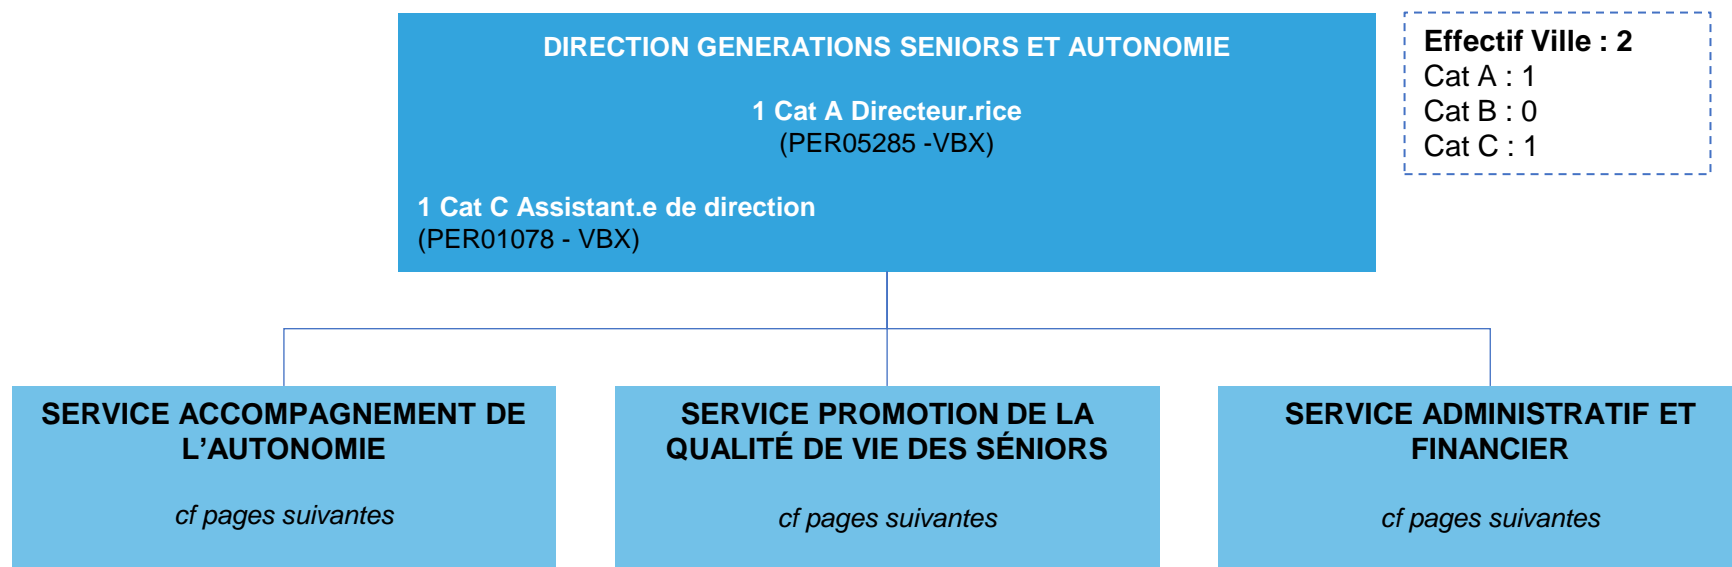 DIRECTION GENERATIONS SENIORS ET AUTONOMIE
1 Cat A Directeur.rice
(PER05285 -VBX)
1 Cat C Assistant.e de direction
(PER01078 - VBX)
Effectif Ville : 2
Cat A : 1
Cat B : 0
Cat C : 1
SERVICE ACCOMPAGNEMENT DE
L’AUTONOMIE
cf pages suivantes
SERVICE PROMOTION DE LA
QUALITÉ DE VIE DES SÉNIORS
cf pages suivantes
SERVICE ADMINISTRATIF ET
FINANCIER
cf pages suivantes